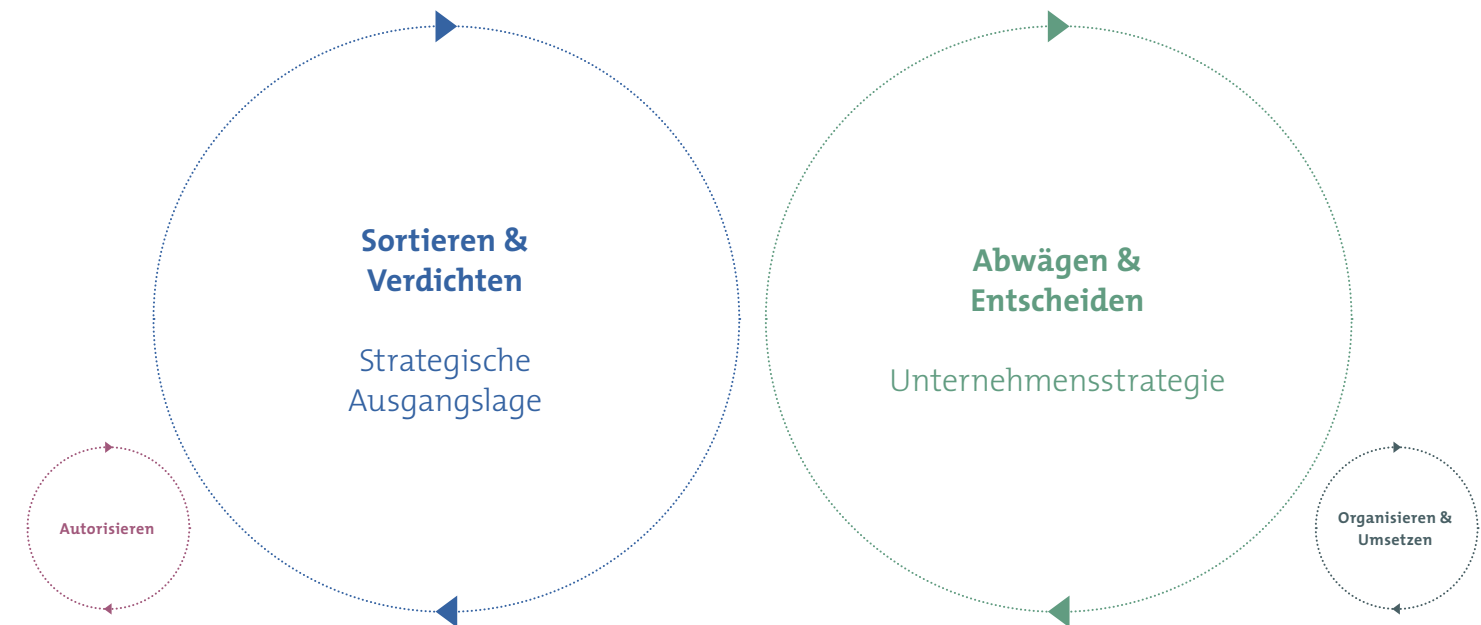 Sortieren &
Verdichten
Strategische
Ausgangslage
Abwägen &
Entscheiden
Unternehmensstrategie
Autorisieren
Organisieren &
Umsetzen